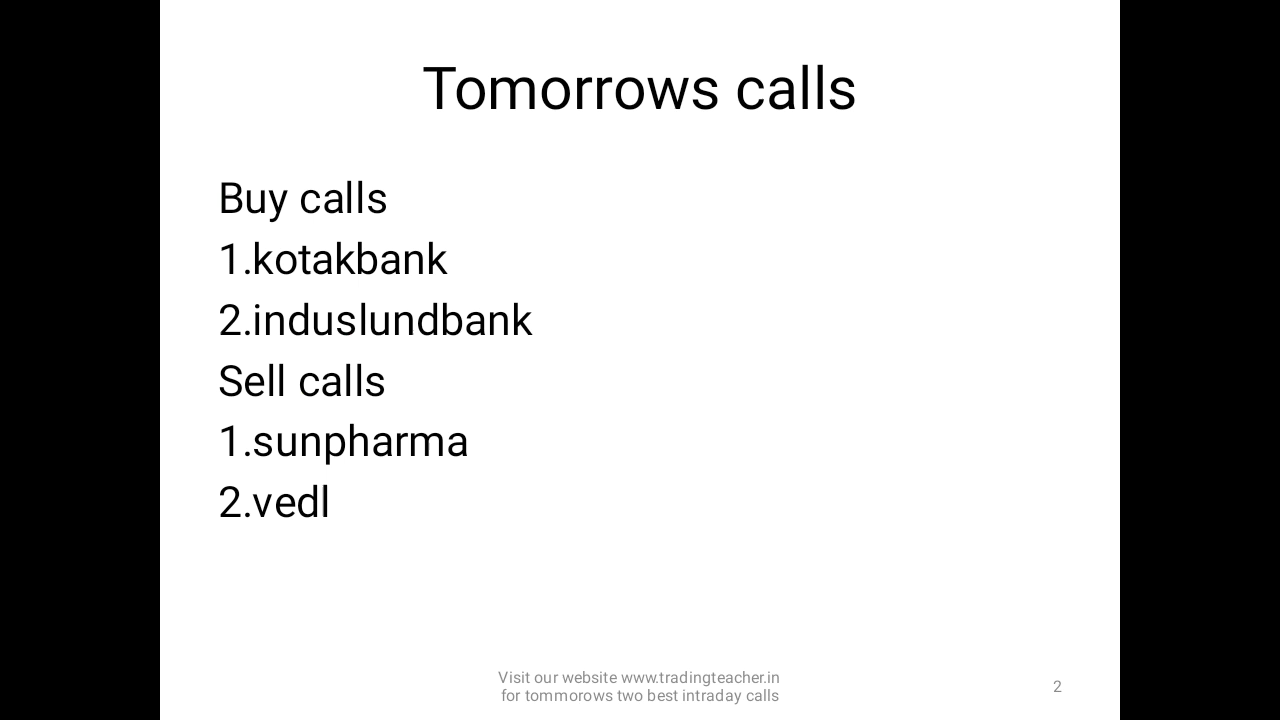 Tomorrows calls
Buy calls
1.kotakbank
2.induslundbank
Sell calls
1.sunpharma
2.vedl
Visit our website www.tradingteacher.in
for tommorows two best intraday calls
2